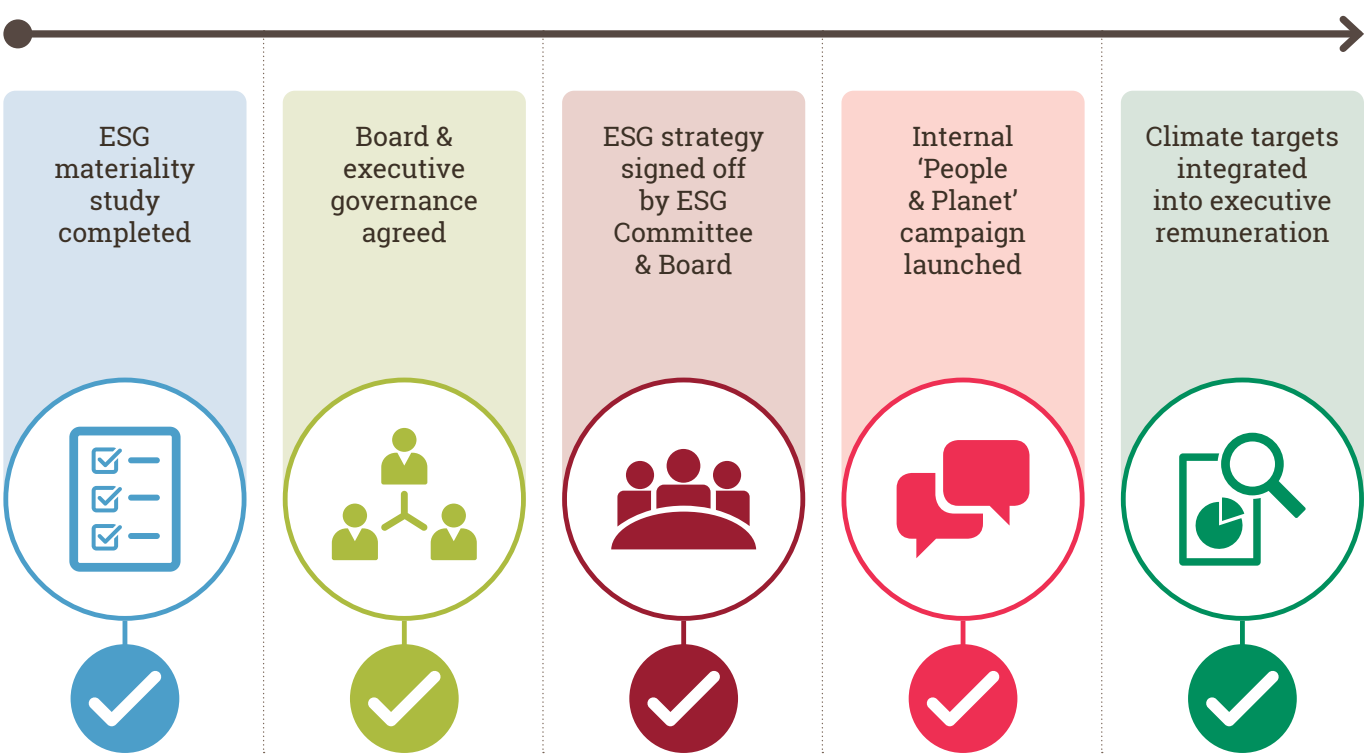 ESG
materiality
study
completed
Board &
executive
governance
agreed
ESG strategy
signed off
by ESG
Committee
& Board
Internal
‘People
& Planet’
campaign
launched
Climate targets
integrated
into executive
remuneration